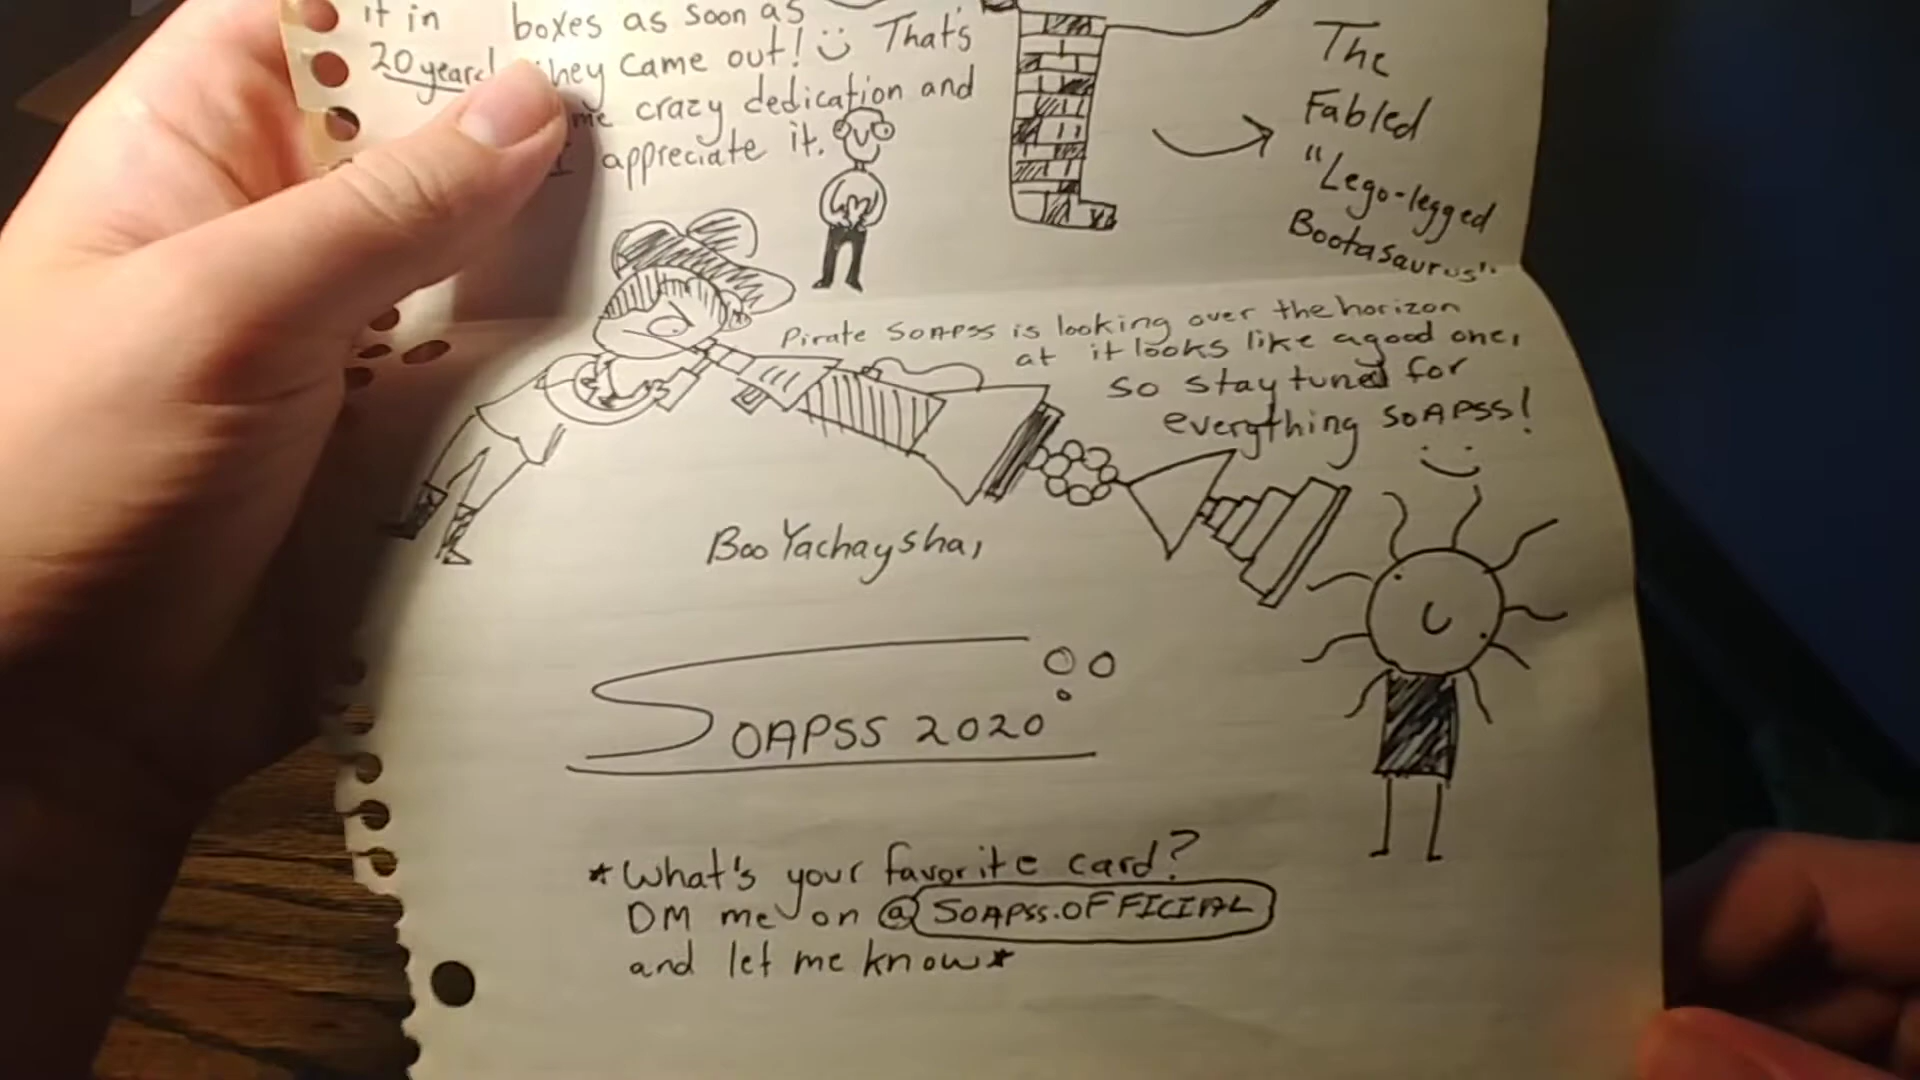 it in boxes as soon as
20 years they came out! That's
me crazy dedication and
I appreciate it.
The
Fabled
"Lego-legged
Bootasaurus"
Pirate SOAPSS is looking over the horizon
at it looks like a good one,
so stay tuned for
everything SOAPSS!
BooYachaysha,
SOAPSS 2020
*What's your favorite card?
DM me on @SOAPSS.OFFICIAL
and let me know*